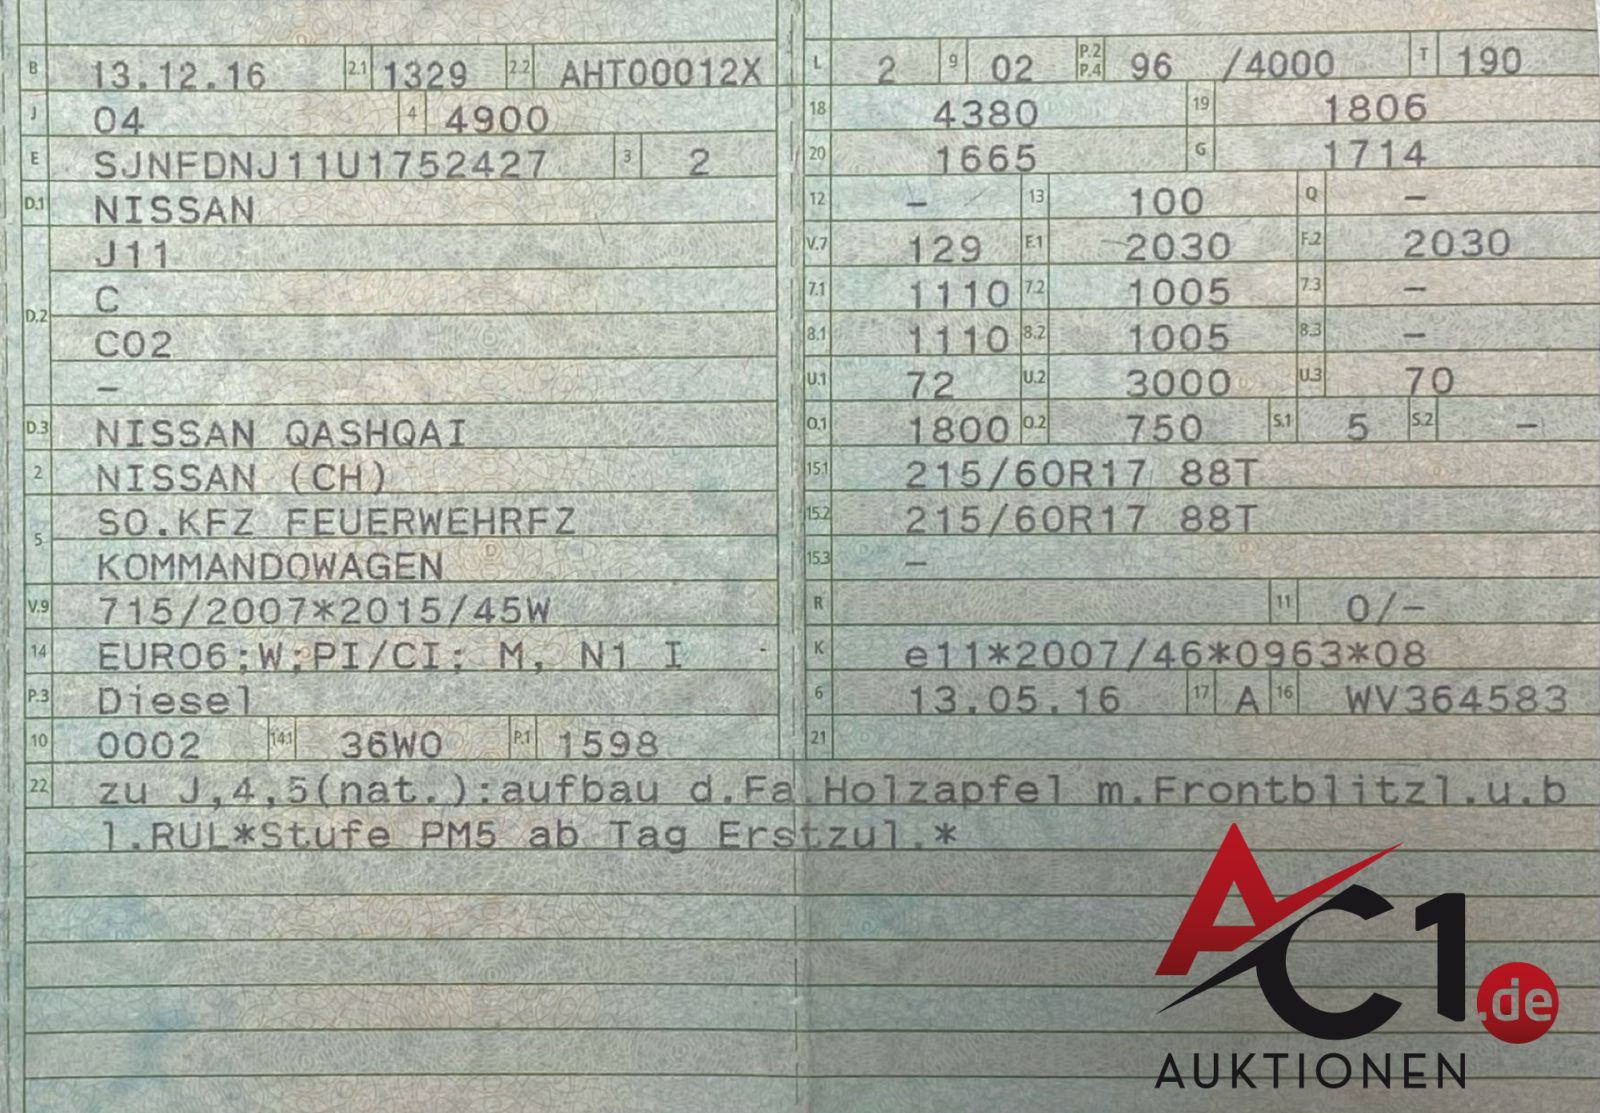 B 13.12.16 2.1 1329 2.2 AHT00012X
J 04 4 4900
E SJNFDNJ11U1752427 3 2
D.1 NISSAN
J11
C
D.2
C02
–
D.3 NISSAN QASHQAI
2 NISSAN (CH)
SO.KFZ FEUERWEHRFZ
5
KOMMANDOWAGEN
V.9 715/2007*2015/45W
14 EURO6;W;PI/CI; M, N1 I
P.3 Diesel
10 0002 14.1 36W0 P.1 1598
L 2 9 02 P.2 P.4 96 /4000 T 190
18 4380 19 1806
20 1665 G 1714
12 – 13 100 Q –
V.7 129 F.1 2030 F.2 2030
7.1 1110 7.2 1005 7.3 –
8.1 1110 8.2 1005 8.3 –
U.1 72 U.2 3000 U.3 70
O.1 1800 O.2 750 S.1 5 S.2 –
15.1 215/60R17 88T
15.2 215/60R17 88T
15.3 –
R 11 0/–
K e11*2007/46*0963*08
6 13.05.16 17 A 16 WV364583
21
22 zu J,4,5(nat.):aufbau d.Fa.Holzapfel m.Frontblitzl.u.b
l.RUL*Stufe PM5 ab Tag Erstzul.*
AC1.de
AUKTIONEN